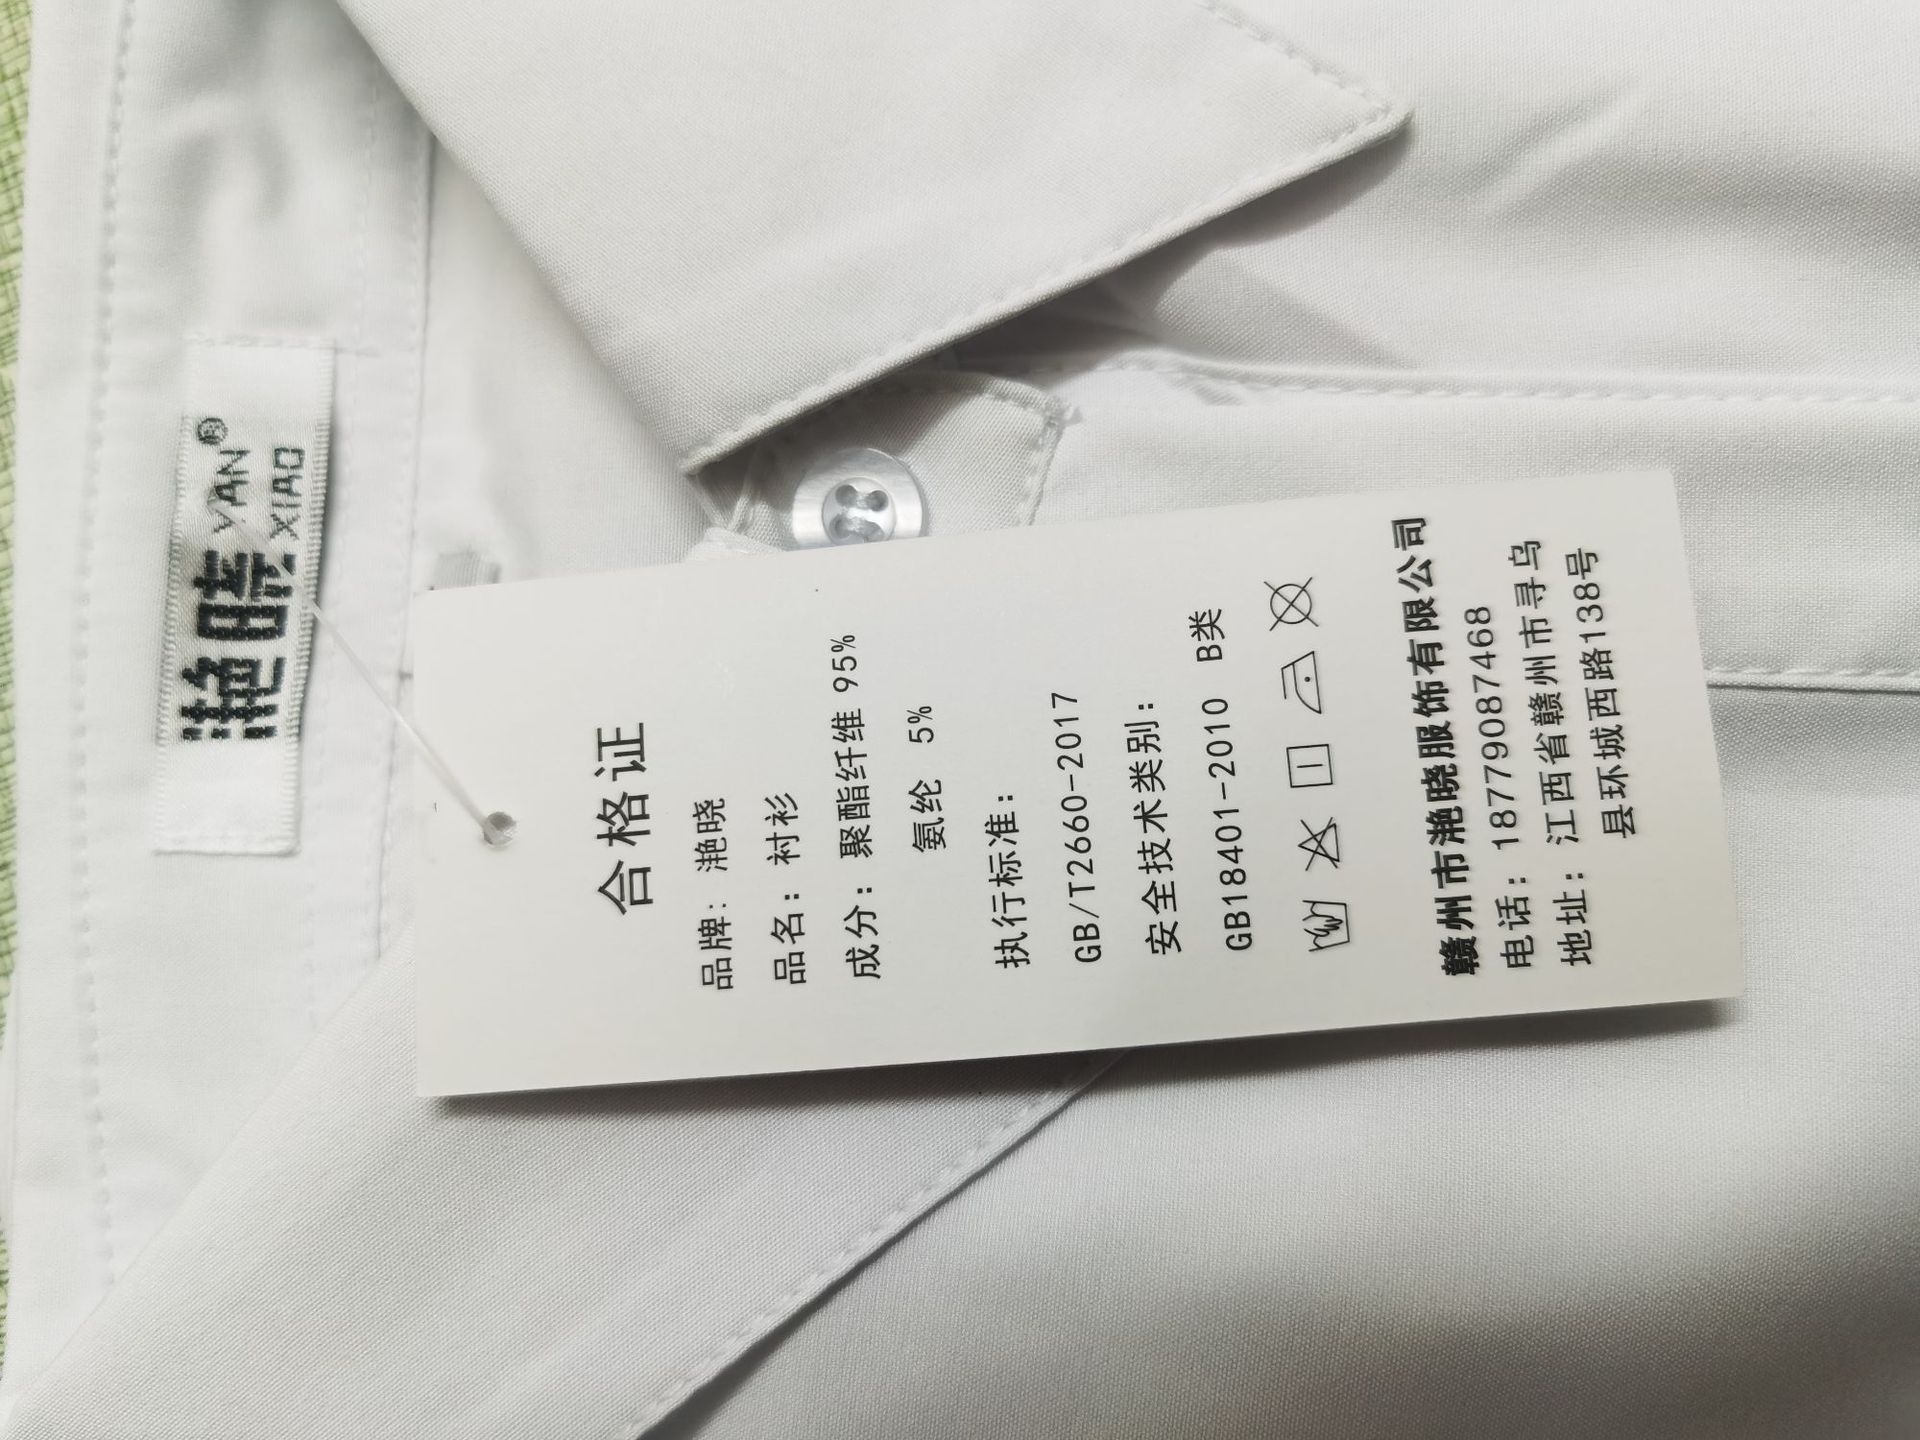 滟晓
YAN®
XIAO
合格证
品牌：滟晓
品名：衬衫
成分：聚酯纤维 95%
氨纶 5%
执行标准：
GB/T2660-2017
安全技术类别：
GB18401-2010 B类
赣州市滟晓服饰有限公司
电话：18779087468
地址：江西省赣州市寻乌
县环城西路138号